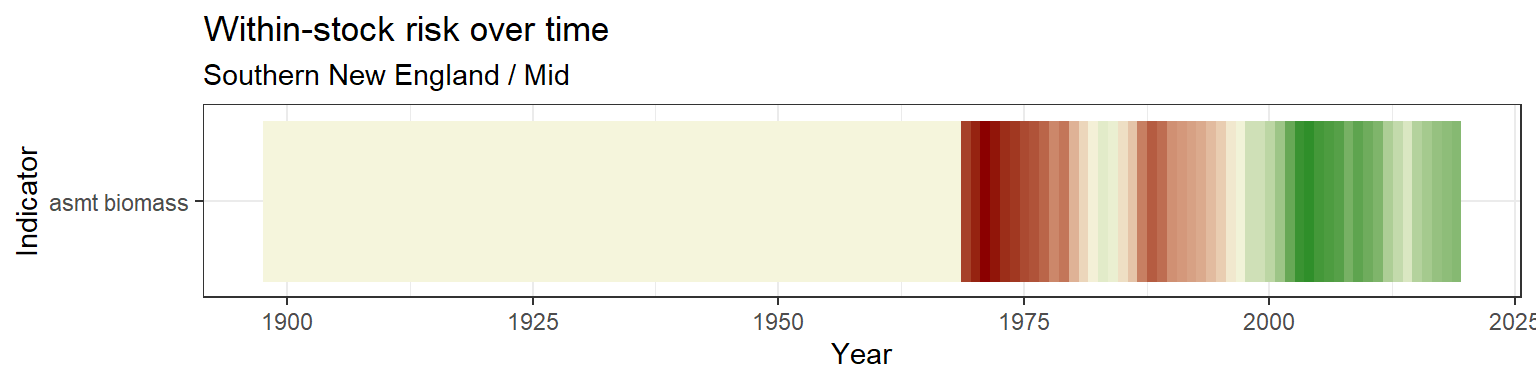 Within-stock risk over time
Southern New England / Mid
Indicator
asmt biomass
1900 1925 1950 1975 2000 2025
Year